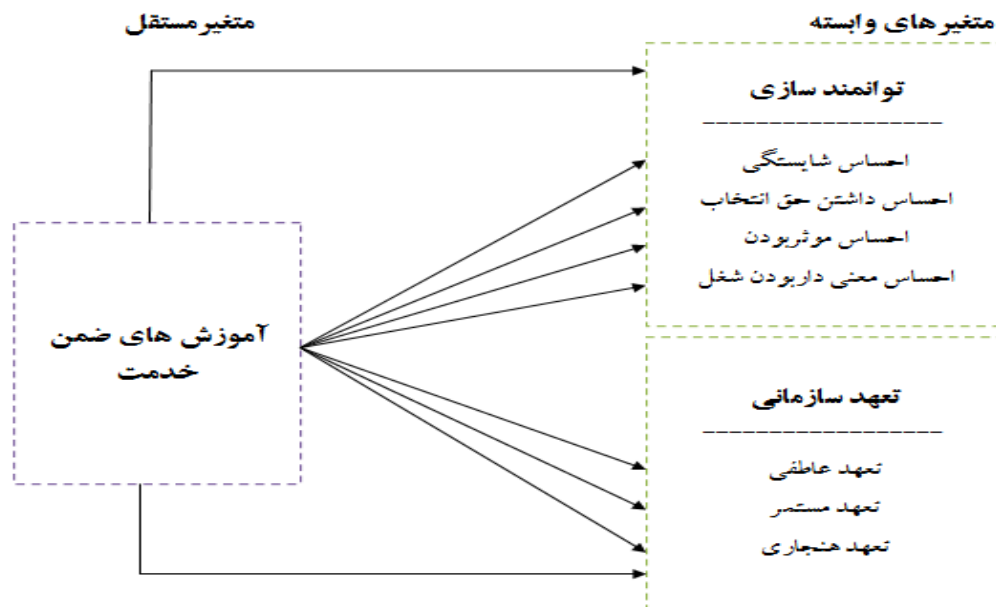 متغیرهای وابسته
متغیرمستقل
توانمند سازی
-------------------
احساس شایستگی
احساس داشتن حق انتخاب
احساس موثربودن
احساس معنی داربودن شغل
آموزش های ضمن
خدمت
تعهد سازمانی
-------------------
تعهد عاطفی
تعهد مستمر
تعهد هنجاری